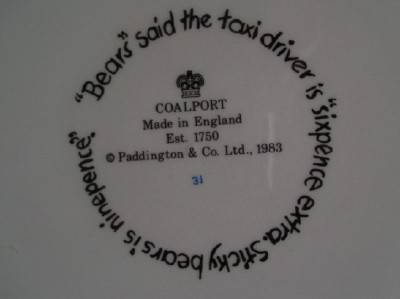 "Bears" said the taxi driver is "sixpence extra. Sticky bears is ninepence".
COALPORT
Made in England
Est. 1750
© Paddington & Co. Ltd., 1983
31